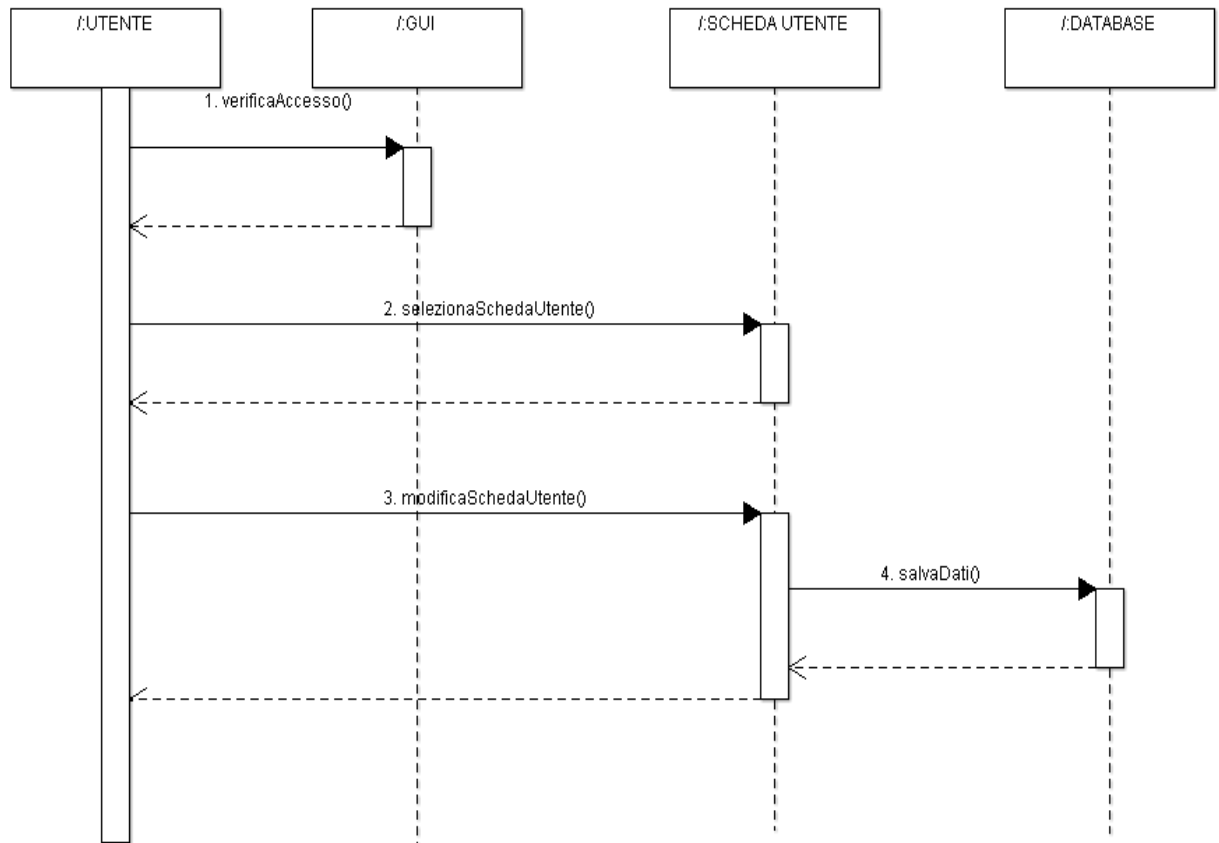 /:UTENTE
/:GUI
/:SCHEDA UTENTE
/:DATABASE
1. verificaAccesso()
2. selezionaSchedaUtente()
3. modificaSchedaUtente()
4. salvaDati()